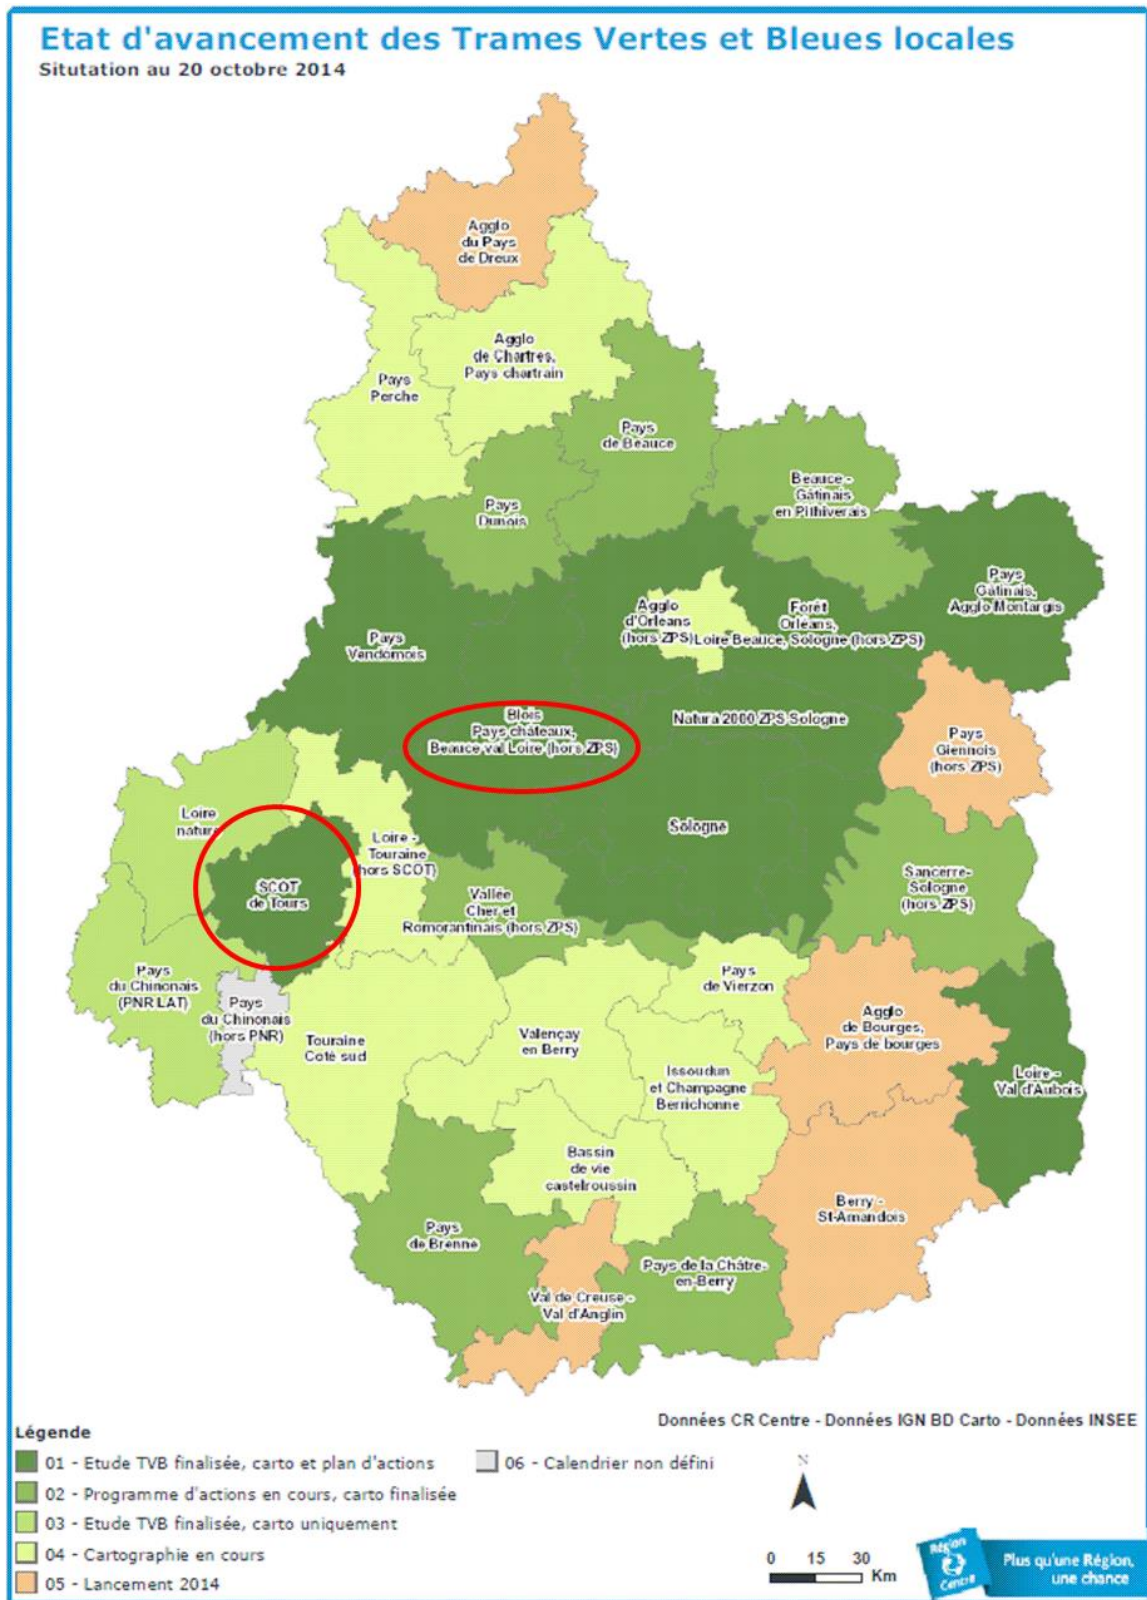 Etat d'avancement des Trames Vertes et Bleues locales
Situtation au 20 octobre 2014
Agglo
du Pays
de Dreux
Agglo
de Chartres,
Pays chartrain
Pays
Perche
Pays
de Beauce
Beauce -
Gâtinais
en Pithiverais
Pays
Dunois
Pays
Gâtinais,
Agglo Montargis
Agglo
d'Orleans
(hors ZPS)
Forêt
Orléans,
Loire Beauce, Sologne (hors ZPS)
Pays
Vendômois
Blois
Pays châteaux,
Beauce val Loire (hors ZPS)
Natura 2000 ZPS Sologne
Pays
Giennois
(hors ZPS)
Loire
nature
Loire -
Touraine
(hors SCOT)
Sologne
SCOT
de Tours
Vallée
Cher et
Romorantinais (hors ZPS)
Sancerre-
Sologne
(hors ZPS)
Pays
du Chinonais
(PNR LAT)
Pays
du Chinonais
(hors PNR)
Touraine
Coté sud
Valençay
en Berry
Pays
de Vierzon
Agglo
de Bourges,
Pays de bourges
Issoudun
et Champagne
Berrichonne
Loire -
Val d'Aubois
Bassin
de vie
castelroussin
Berry -
St-Amandois
Pays
de Brenne
Pays de la Châtre-
en-Berry
Val de Creuse -
Val d'Anglin
Données CR Centre - Données IGN BD Carto - Données INSEE
Légende
01 - Etude TVB finalisée, carto et plan d'actions
02 - Programme d'actions en cours, carto finalisée
03 - Etude TVB finalisée, carto uniquement
04 - Cartographie en cours
05 - Lancement 2014
06 - Calendrier non défini
N
0 15 30
Km
Région
Centre
Plus qu'une Région,
une chance